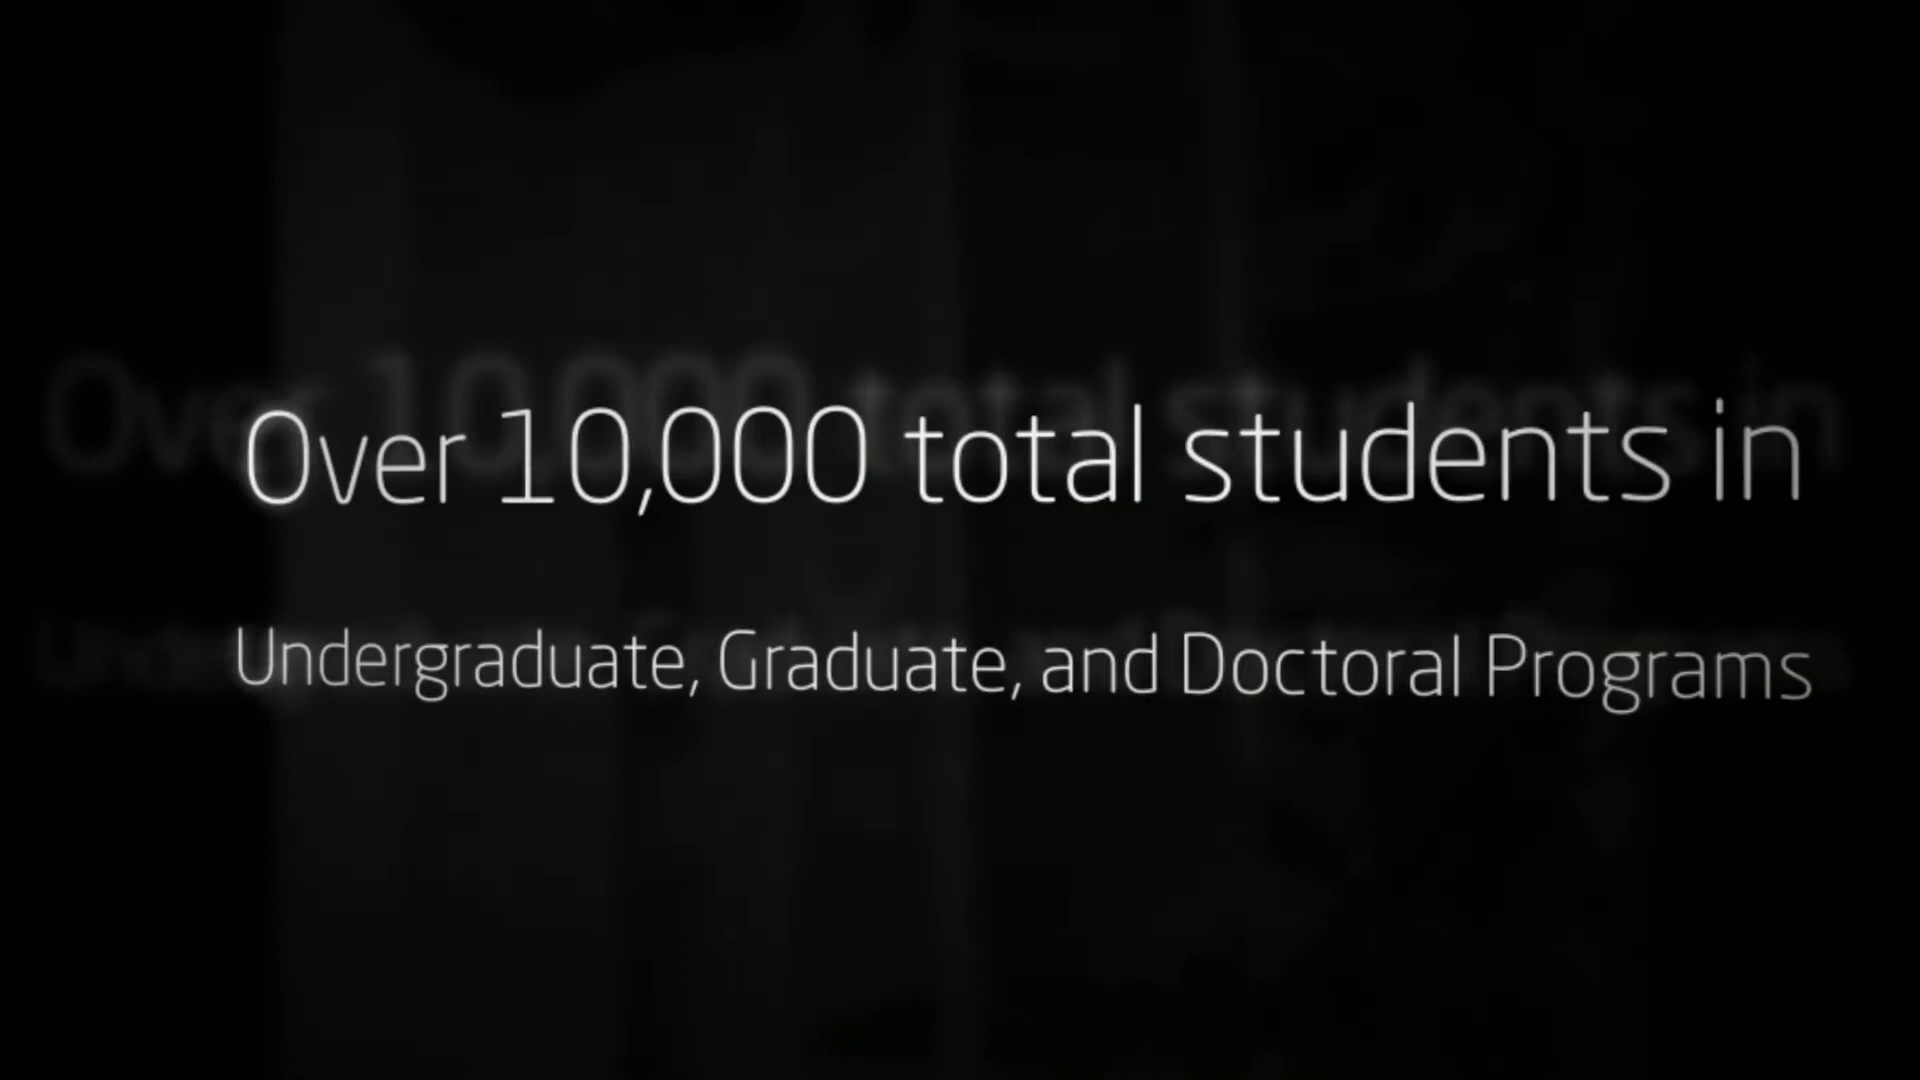 Over 10,000 total students in
Undergraduate, Graduate, and Doctoral Programs